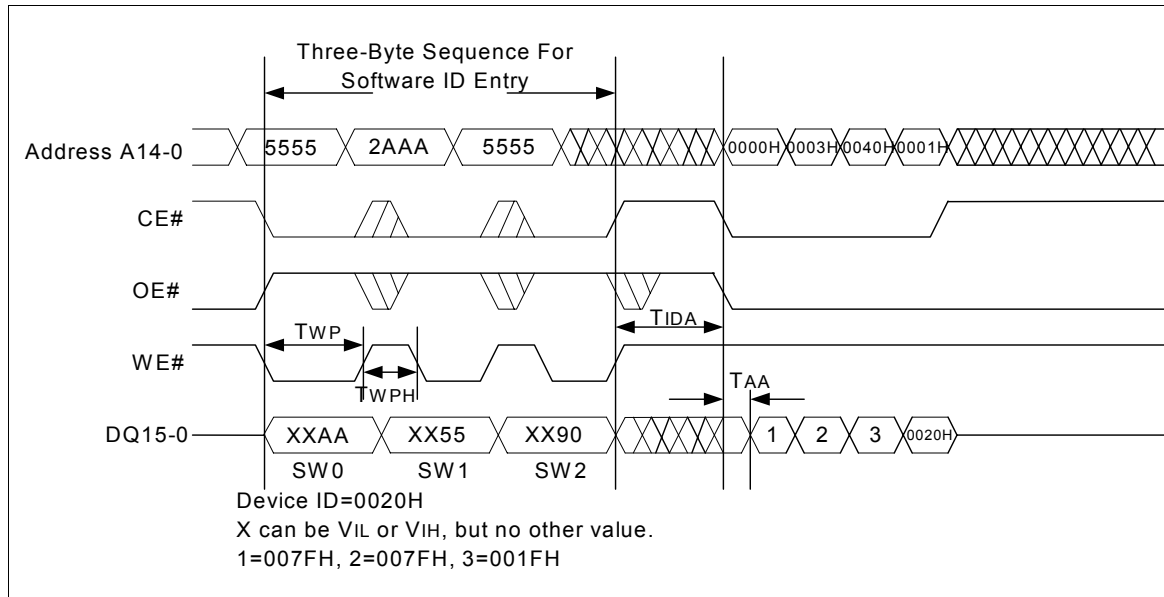 Three-Byte Sequence For
Software ID Entry
Address A14-0
5555 2AAA 5555 0000H 0003H 0040H 0001H
CE#
OE#
TWP TIDA
WE#
TWPH TAA
DQ15-0 XXAA XX55 XX90 1 2 3 0020H
SW0 SW1 SW2
Device ID=0020H
X can be VIL or VIH, but no other value.
1=007FH, 2=007FH, 3=001FH